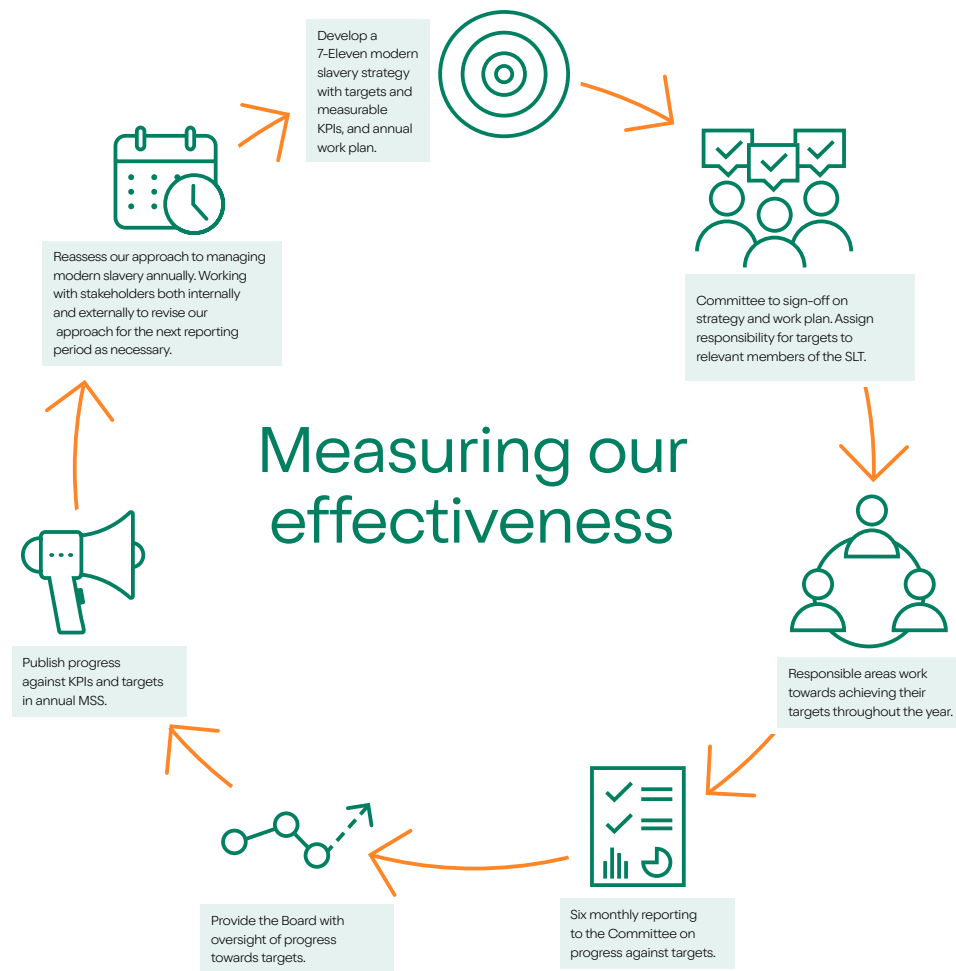 Develop a
7-Eleven modern
slavery strategy
with targets and
measurable
KPIs, and annual
work plan.
Committee to sign-off on
strategy and work plan. Assign
responsibility for targets to
relevant members of the SLT.
Responsible areas work
towards achieving their
targets throughout the year.
Six monthly reporting
to the Committee on
progress against targets.
Provide the Board with
oversight of progress
towards targets.
Publish progress
against KPIs and targets
in annual MSS.
Reassess our approach to managing
modern slavery annually. Working
with stakeholders both internally
and externally to revise our
approach for the next reporting
period as necessary.
Measuring our
effectiveness